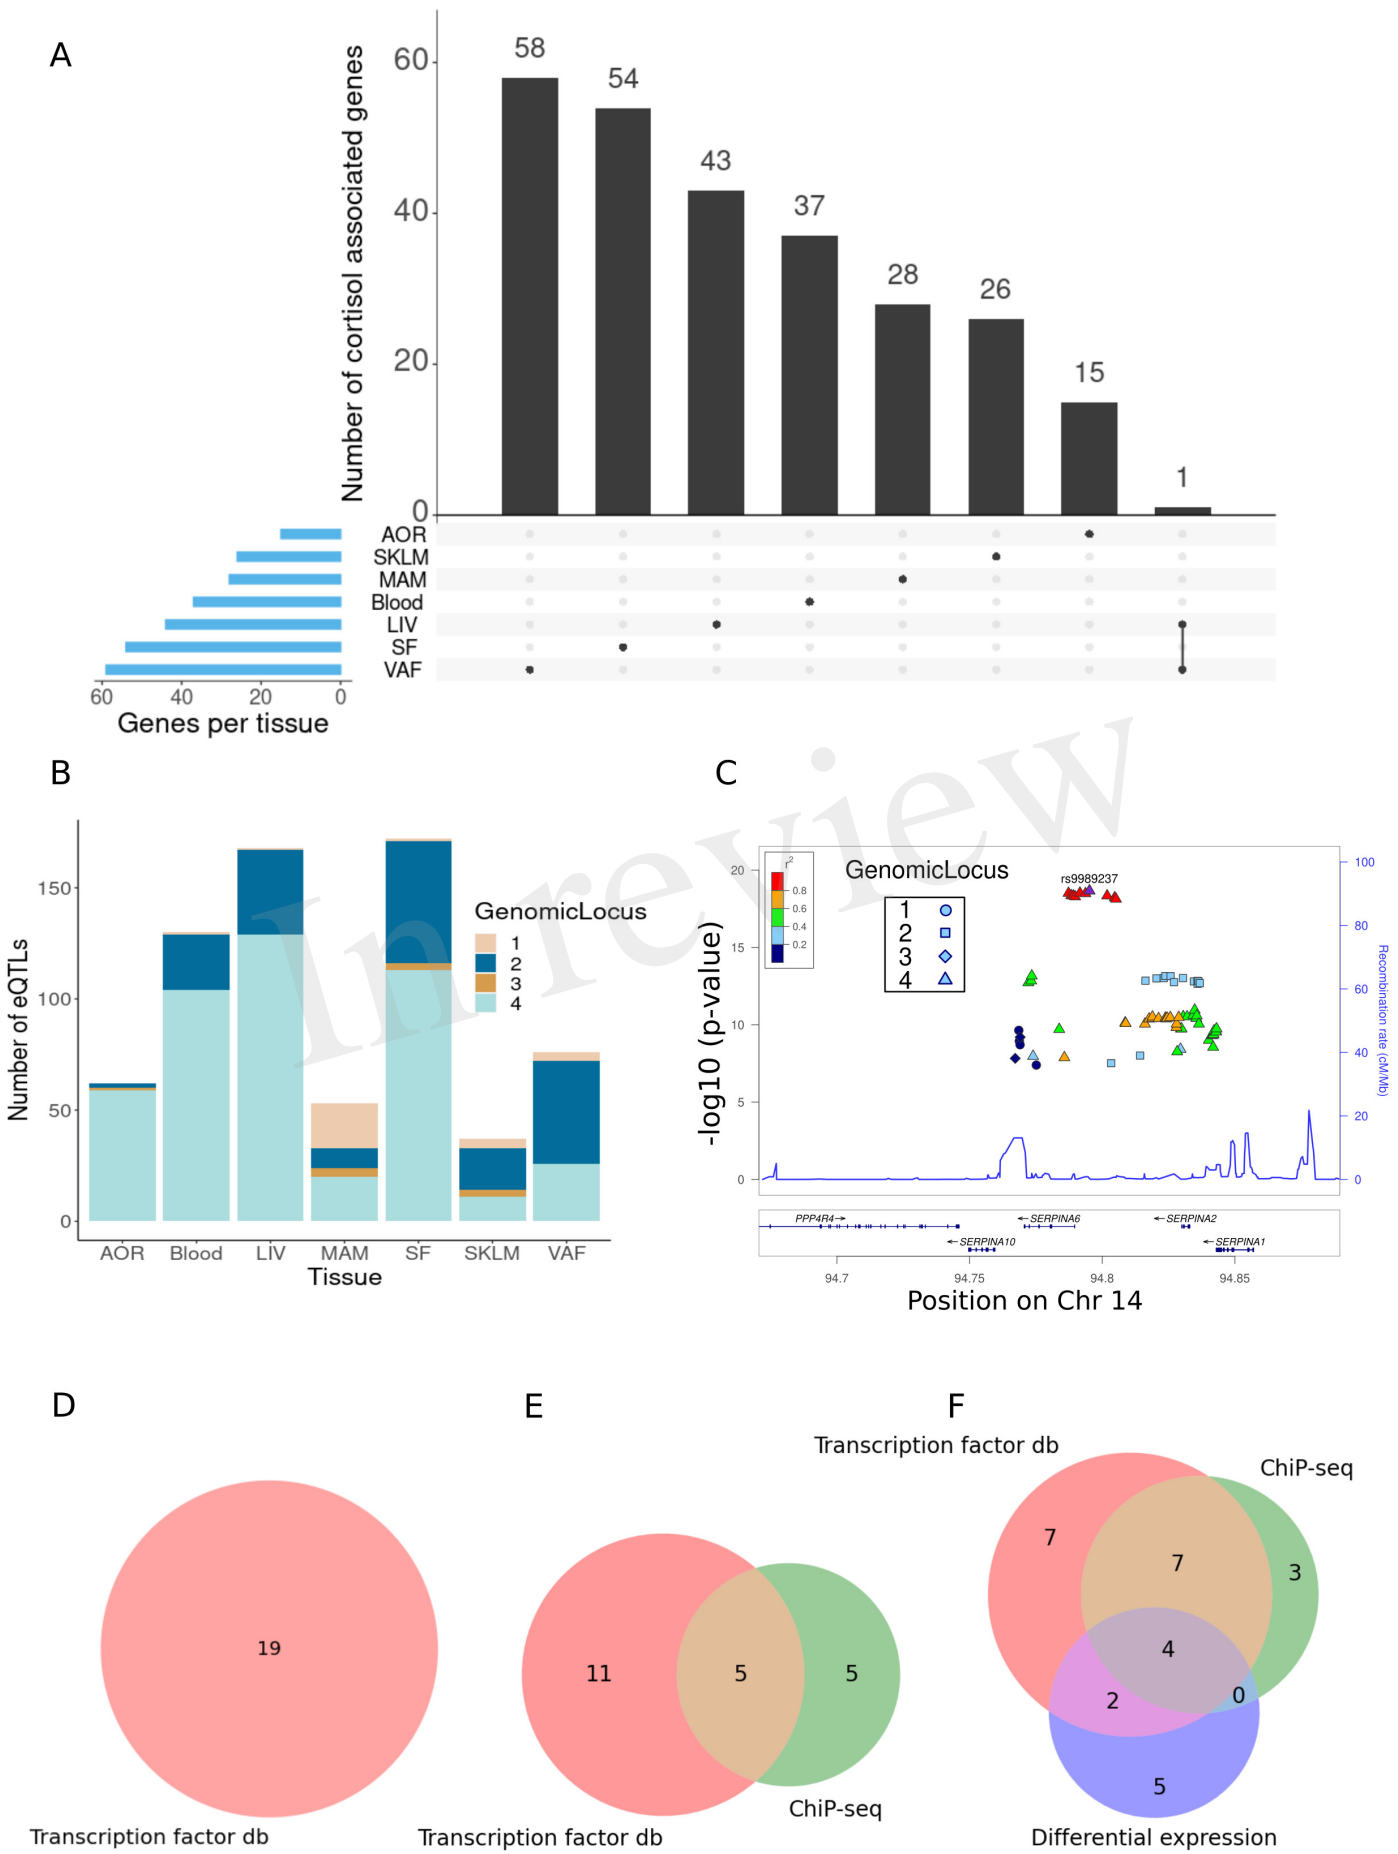 A
Number of cortisol associated genes
60
40
20
0
58
54
43
37
28
26
15
1
AOR
SKLM
MAM
Blood
LIV
SF
VAF
60 40 20 0
Genes per tissue
In review
B
Number of eQTLs
150
100
50
0
GenomicLocus
1
2
3
4
AOR Blood LIV MAM SF SKLM VAF
Tissue
C
-log10 (p-value)
20
15
10
5
0
r²
0.8
0.6
0.4
0.2
GenomicLocus
1
2
3
4
rs9989237
100
80
60
40
20
0
Recombination rate (cM/Mb)
PPP4R4→ ←SERPINA6 ←SERPINA2
←SERPINA10 ←SERPINA1
94.7 94.75 94.8 94.85
Position on Chr 14
D
19
Transcription factor db
E
11 5 5
ChiP-seq
Transcription factor db
F
Transcription factor db
ChiP-seq
7
7
3
4
2
0
5
Differential expression